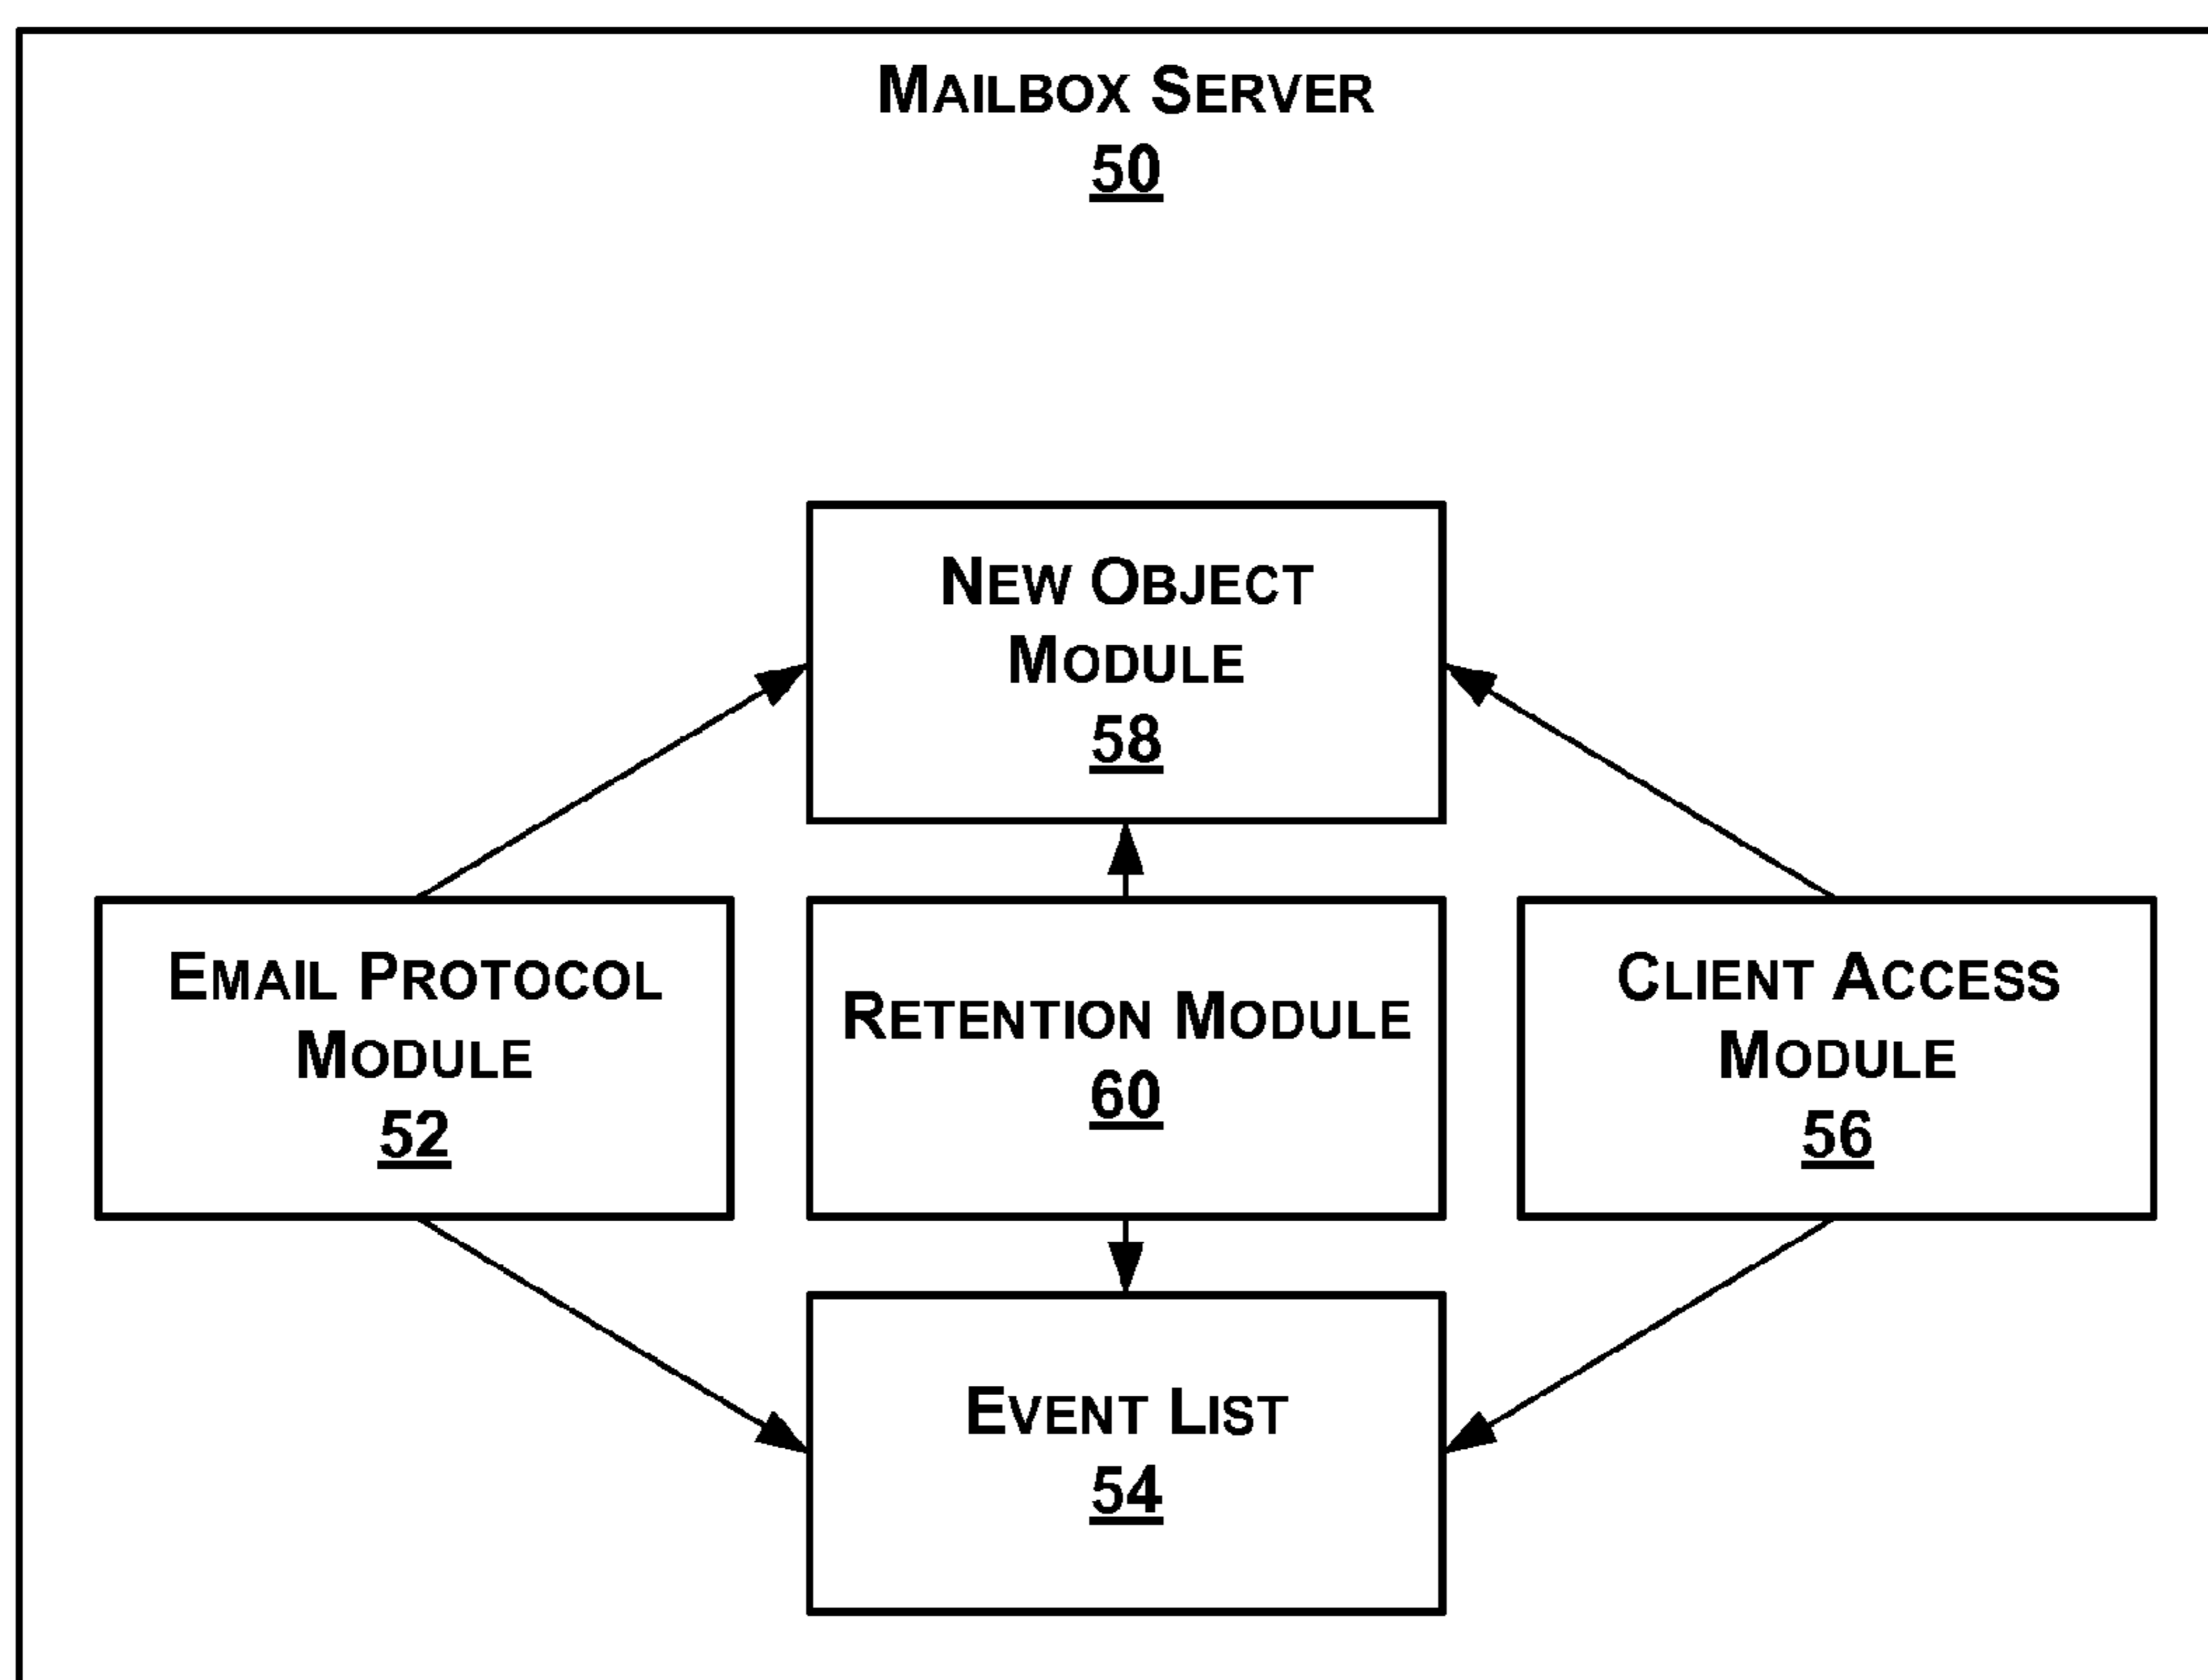 MAILBOX SERVER
50
NEW OBJECT
MODULE
58
EMAIL PROTOCOL
MODULE
52
RETENTION MODULE
60
CLIENT ACCESS
MODULE
56
EVENT LIST
54